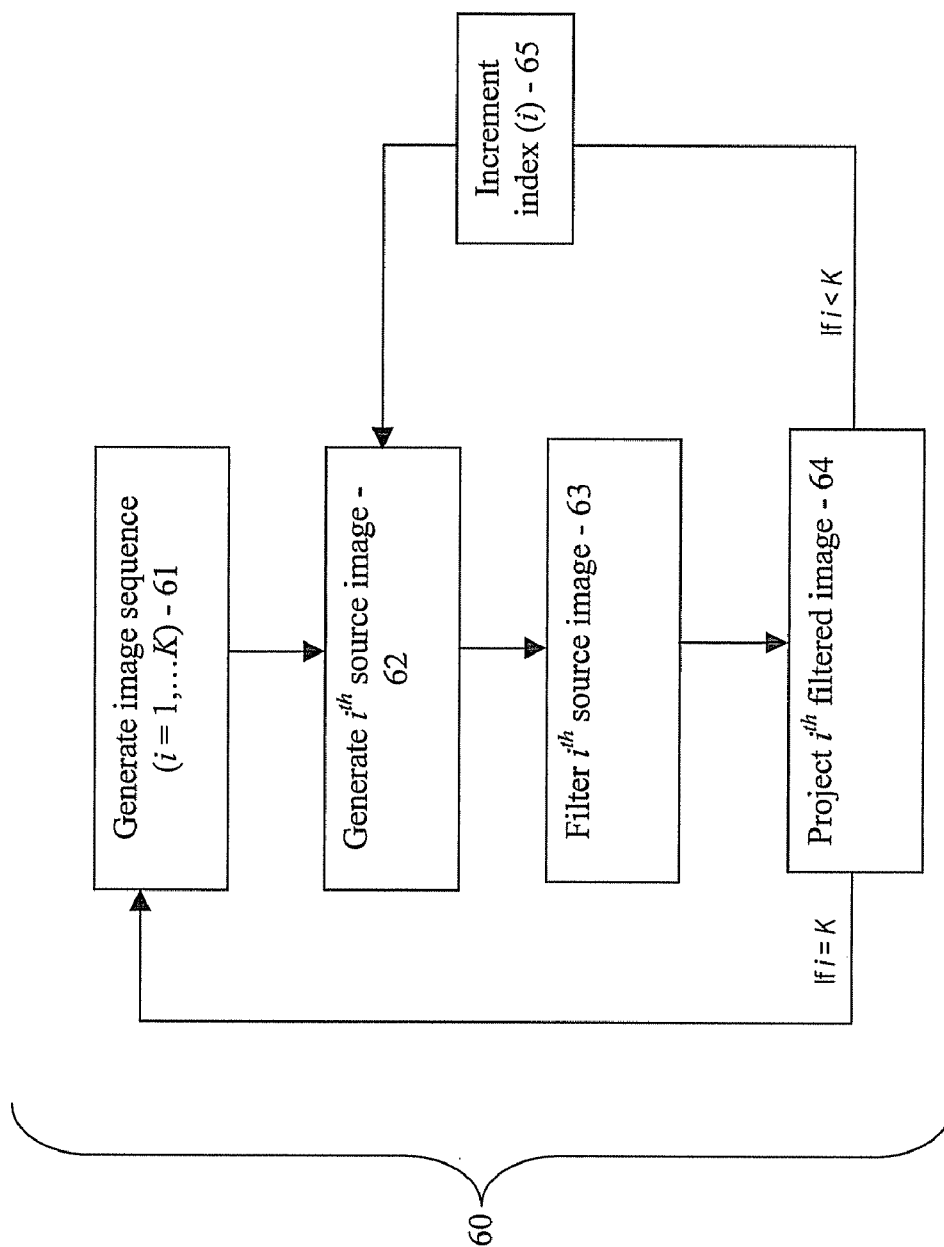 Generate image sequence
(i = 1,...K) - 61
Generate i^th source image -
62
Filter i^th source image - 63
Project i^th filtered image - 64
Increment
index (i) - 65
If i = K
If i < K
60